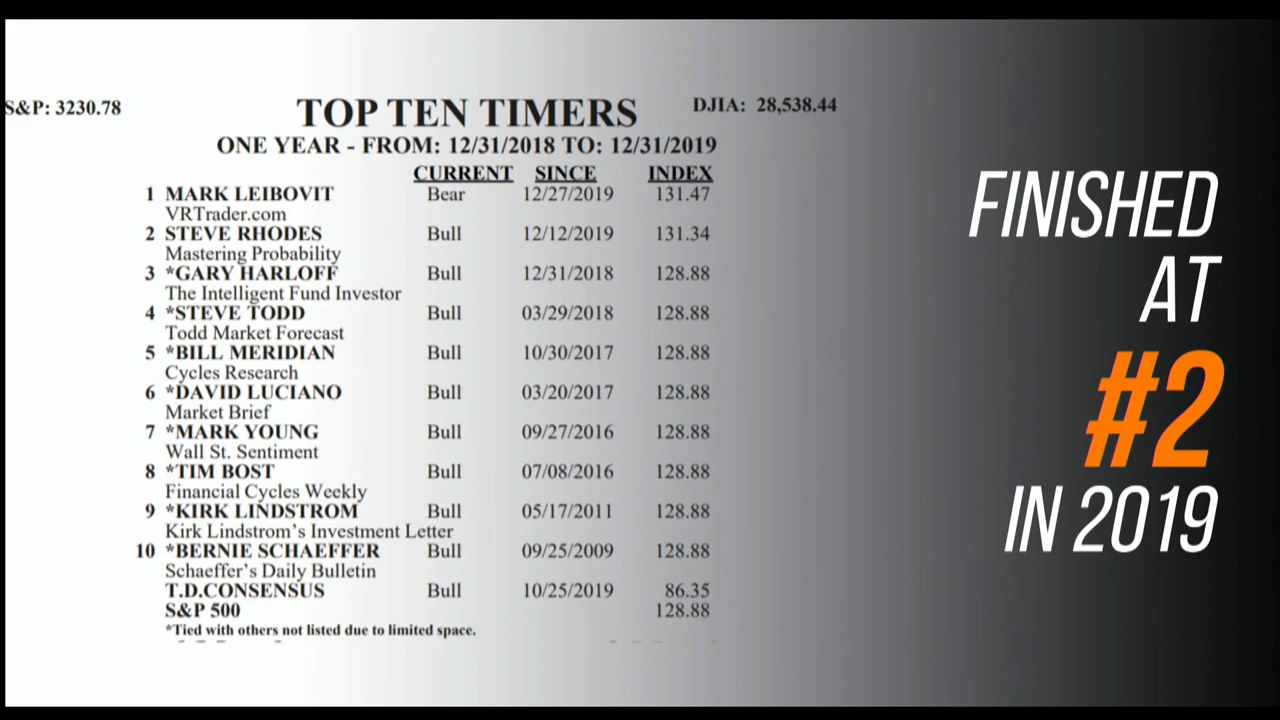 S&P: 3230.78
TOP TEN TIMERS
DJIA: 28,538.44
ONE YEAR - FROM: 12/31/2018 TO: 12/31/2019
CURRENT SINCE INDEX
1 MARK LEIBOVIT Bear 12/27/2019 131.47
VRTrader.com
2 STEVE RHODES Bull 12/12/2019 131.34
Mastering Probability
3 *GARY HARLOFF Bull 12/31/2018 128.88
The Intelligent Fund Investor
4 *STEVE TODD Bull 03/29/2018 128.88
Todd Market Forecast
5 *BILL MERIDIAN Bull 10/30/2017 128.88
Cycles Research
6 *DAVID LUCIANO Bull 03/20/2017 128.88
Market Brief
7 *MARK YOUNG Bull 09/27/2016 128.88
Wall St. Sentiment
8 *TIM BOST Bull 07/08/2016 128.88
Financial Cycles Weekly
9 *KIRK LINDSTROM Bull 05/17/2011 128.88
Kirk Lindstrom's Investment Letter
10 *BERNIE SCHAEFFER Bull 09/25/2009 128.88
Schaeffer's Daily Bulletin
T.D.CONSENSUS Bull 10/25/2019 86.35
S&P 500 128.88
*Tied with others not listed due to limited space.
FINISHED
AT
#2
IN 2019